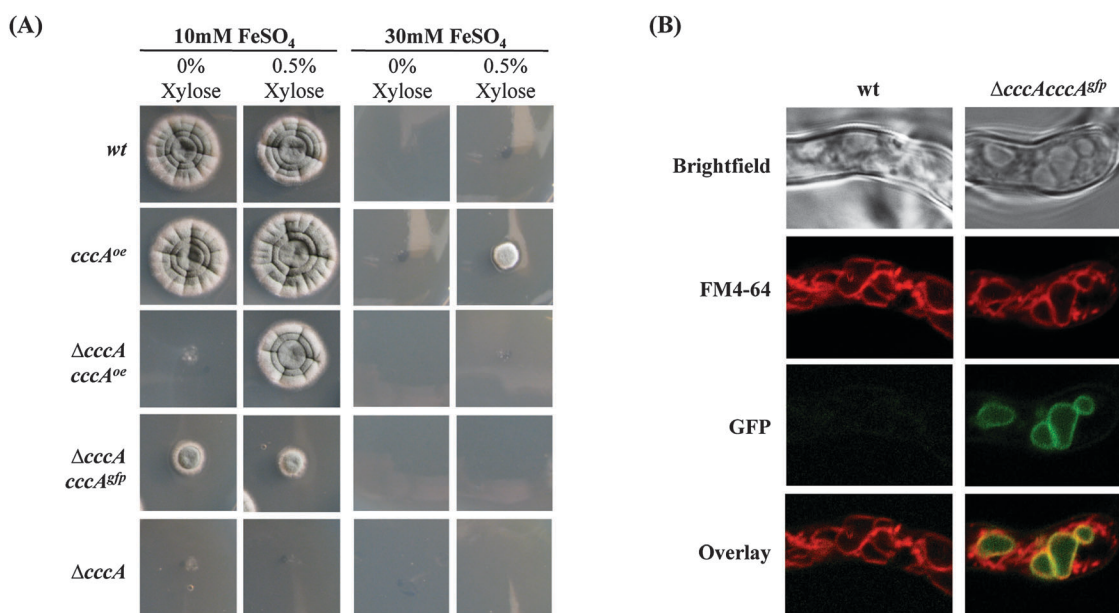 (A)
10mM FeSO₄ 30mM FeSO₄
0% 0.5% 0% 0.5%
Xylose Xylose Xylose Xylose
wt
cccAᵒᵉ
ΔcccA
cccAᵒᵉ
ΔcccA
cccAᵍᶠᵖ
ΔcccA
(B)
wt ΔcccAcccAᵍᶠᵖ
Brightfield
FM4-64
GFP
Overlay